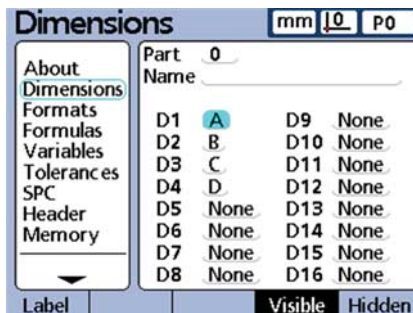 Dimensions mm 0 P0
About
Dimensions
Formats
Formulas
Variables
Tolerances
SPC
Header
Memory
Part 0
Name
D1 A D9 None
D2 B D10 None
D3 C D11 None
D4 D D12 None
D5 None D13 None
D6 None D14 None
D7 None D15 None
D8 None D16 None
Label Visible Hidden